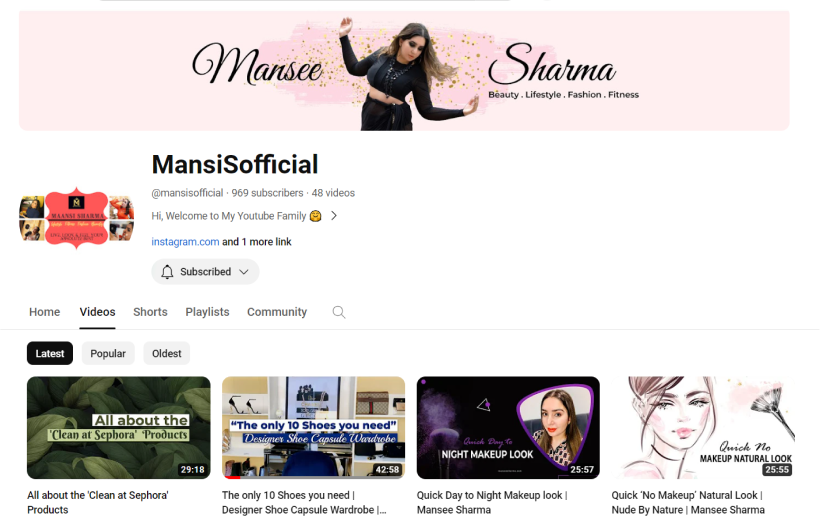 Mansee Sharma
Beauty . Lifestyle . Fashion . Fitness
MansiSofficial
@mansisofficial · 969 subscribers · 48 videos
Hi, Welcome to My Youtube Family 🤗
instagram.com and 1 more link
Subscribed
Home Videos Shorts Playlists Community
Latest Popular Oldest
All about the
'Clean at Sephora' Products
29:18
"The only 10 Shoes you need"
Designer Shoe Capsule Wardrobe
42:58
Quick Day to
NIGHT MAKEUP LOOK
25:57
Quick No
MAKEUP NATURAL LOOK
25:55
All about the 'Clean at Sephora'
Products
The only 10 Shoes you need |
Designer Shoe Capsule Wardrobe |...
Quick Day to Night Makeup look |
Mansee Sharma
Quick 'No Makeup' Natural Look |
Nude By Nature | Mansee Sharma